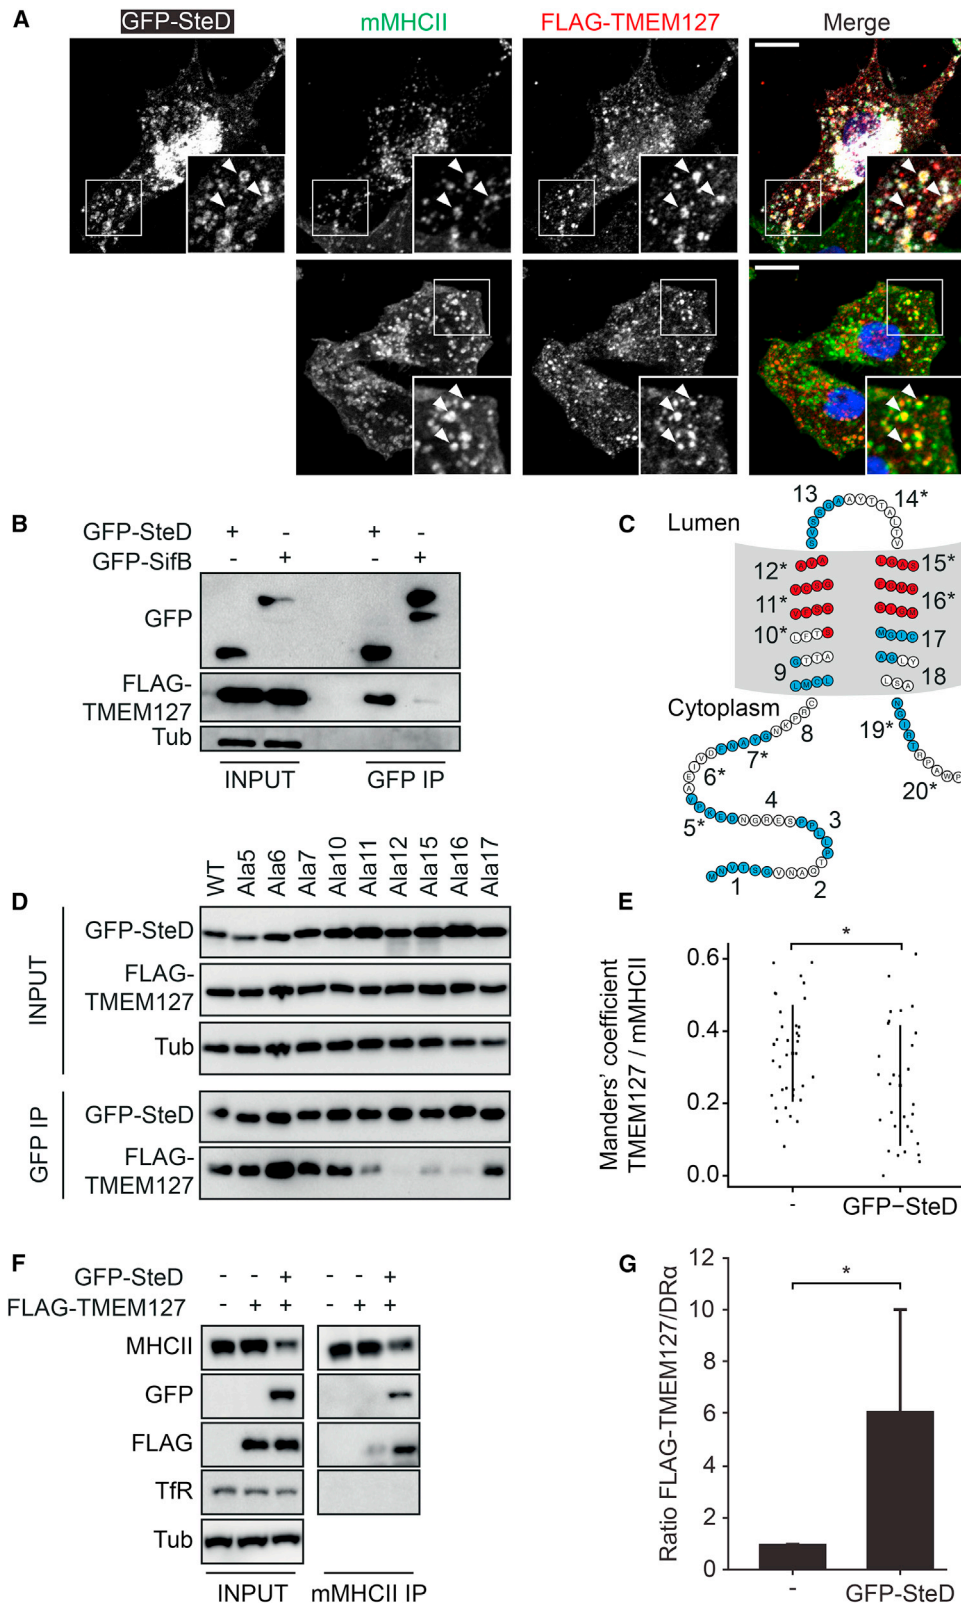 A
GFP-SteD mMHCII FLAG-TMEM127 Merge
B
GFP-SteD + - + -
GFP-SifB - + - +
GFP
FLAG-
TMEM127
Tub
INPUT GFP IP
C
Lumen
Cytoplasm
13 14*
12* 15*
11* 16*
10* 17
9 18
8 19*
7*
6* 20*
5* 4 3
1 2
D
WT Ala5 Ala6 Ala7 Ala10 Ala11 Ala12 Ala15 Ala16 Ala17
INPUT
GFP-SteD
FLAG-
TMEM127
Tub
GFP IP
GFP-SteD
FLAG-
TMEM127
E
*
Manders' coefficient
TMEM127 / mMHCII
0.6
0.4
0.2
0.0
- GFP-SteD
F
GFP-SteD - - + - - +
FLAG-TMEM127 - + + - + +
MHCII
GFP
FLAG
TfR
Tub
INPUT mMHCII IP
G
*
Ratio FLAG-TMEM127/DRα
12
10
8
6
4
2
0
- GFP-SteD